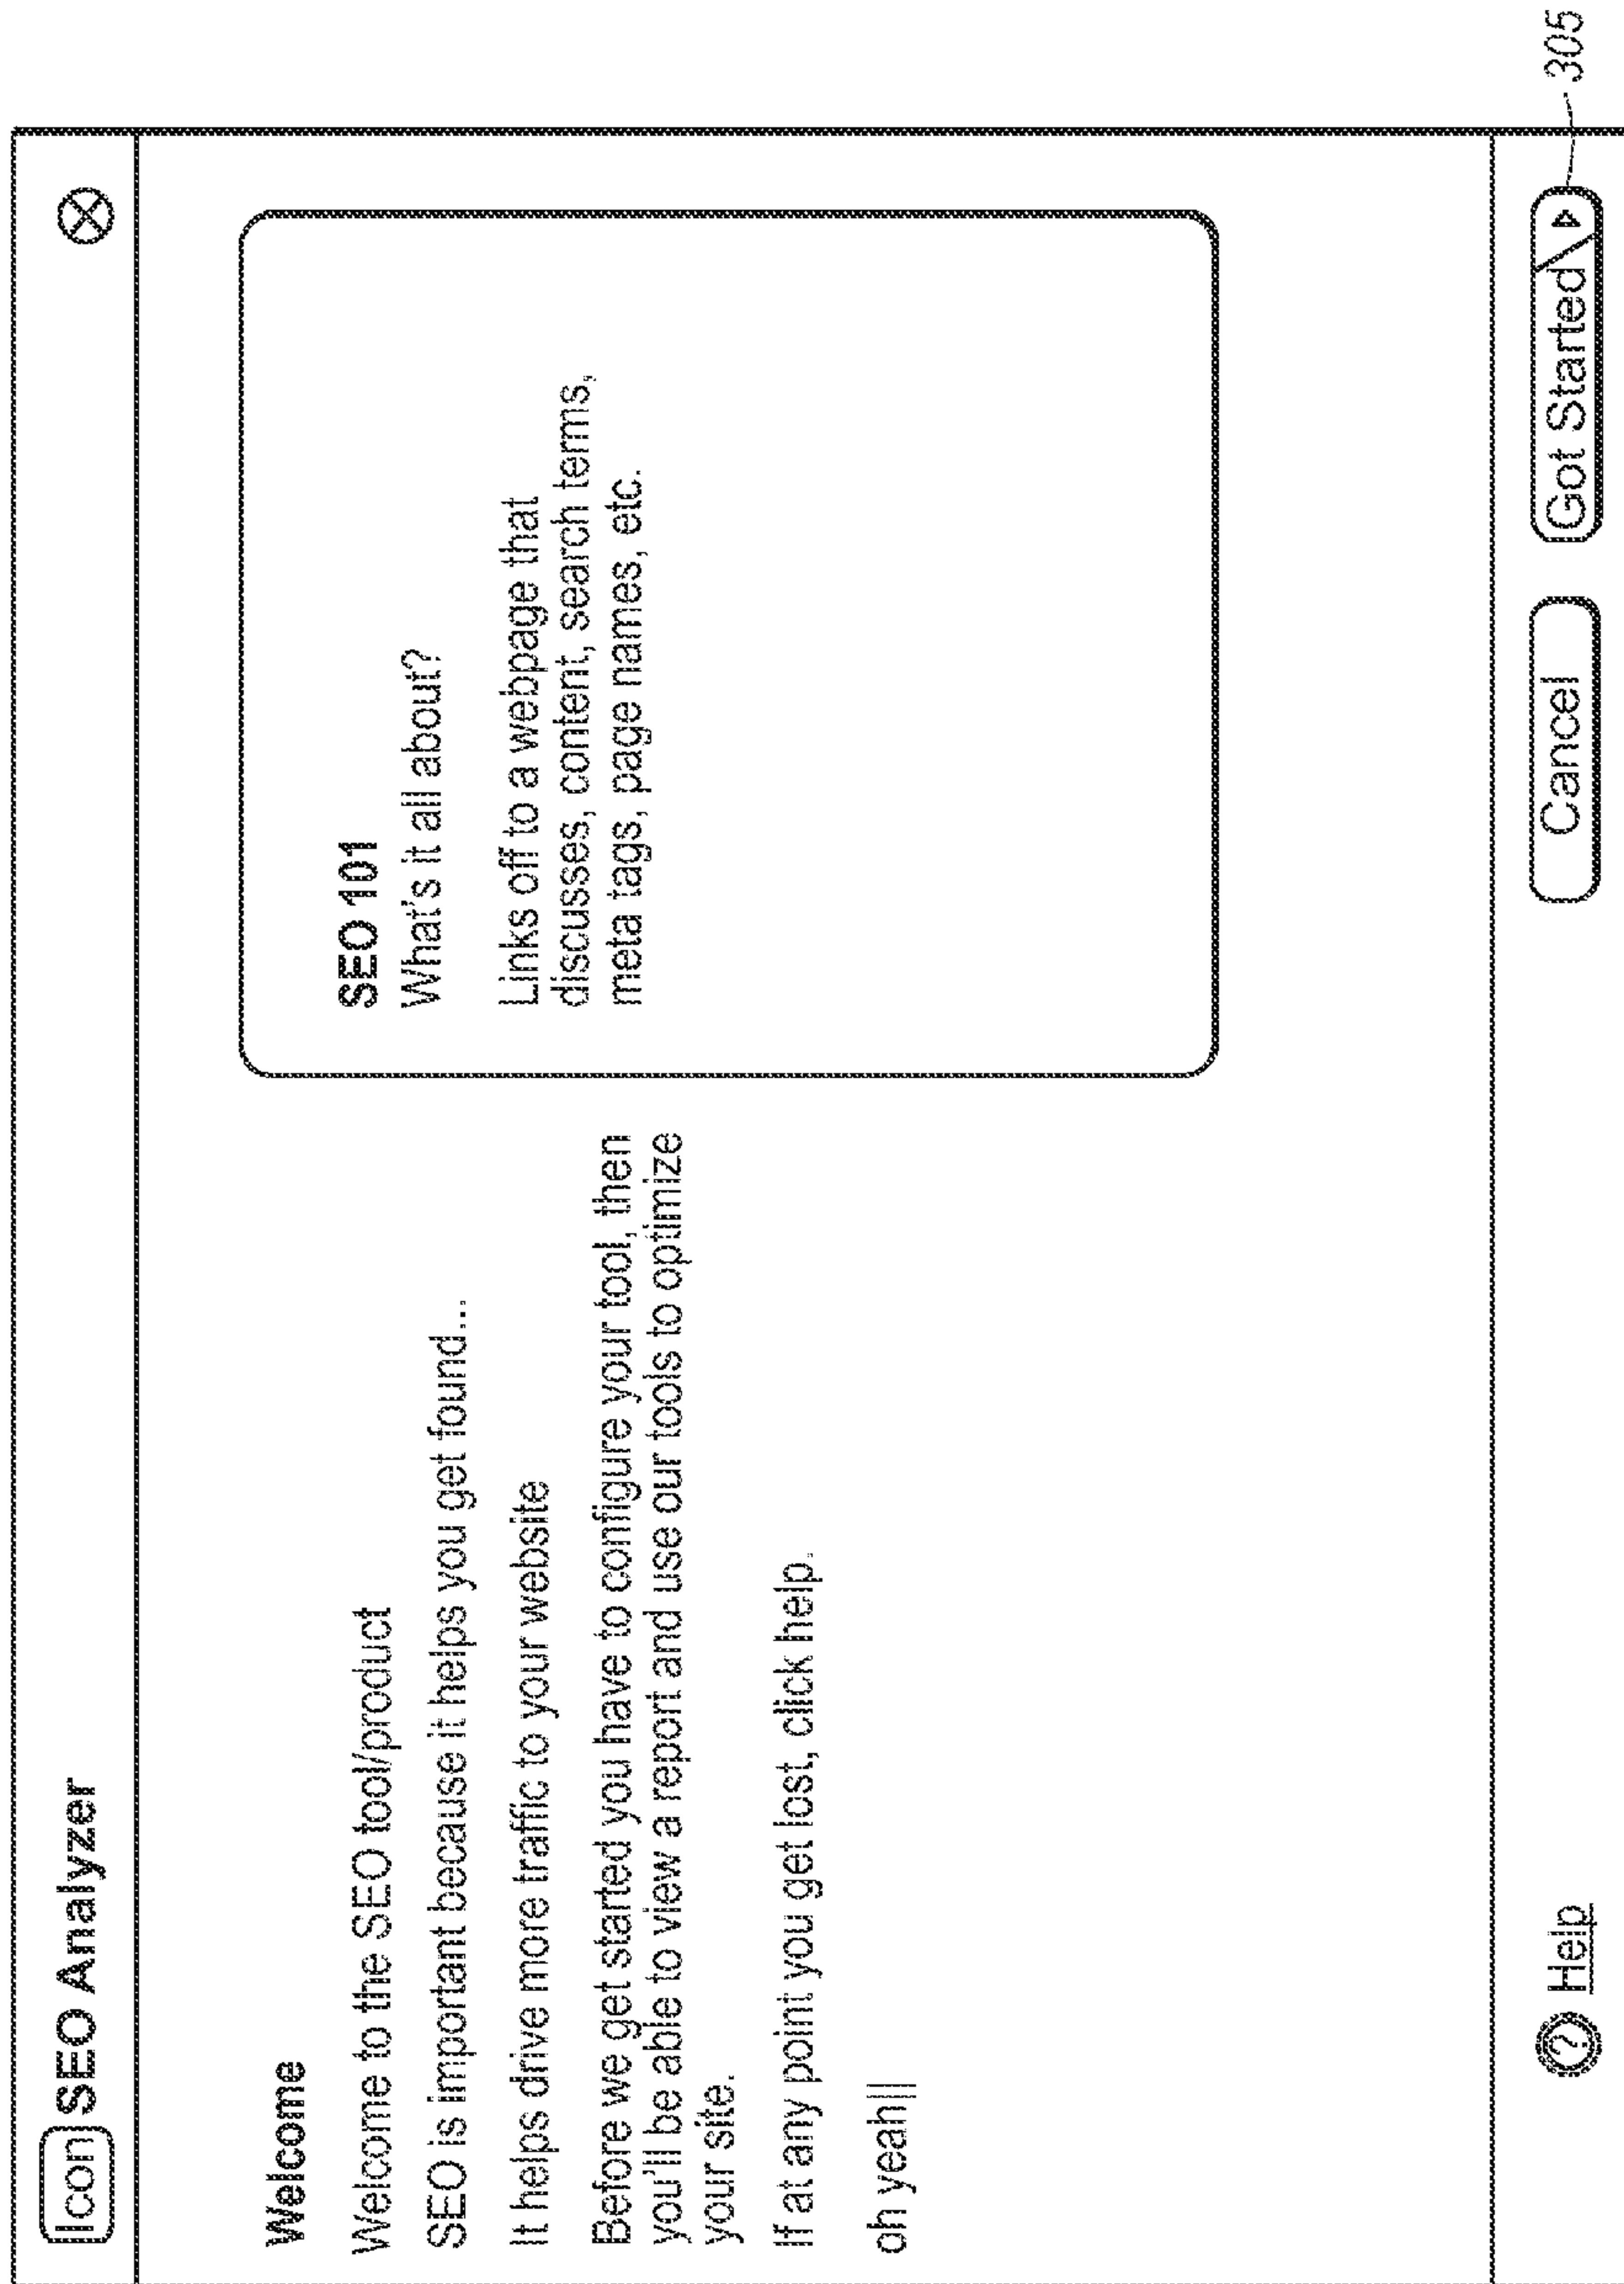 Icon SEO Analyzer
Welcome
Welcome to the SEO tool/product
SEO is important because it helps you get found...
It helps drive more traffic to your website
Before we get started you have to configure your tool, then
you'll be able to view a report and use our tools to optimize
your site.
If at any point you get lost, click help.
oh yeah||
SEO 101
What's it all about?
Links off to a webpage that
discusses, content, search terms,
meta tags, page names, etc.
? Help
Cancel
Got Started
305